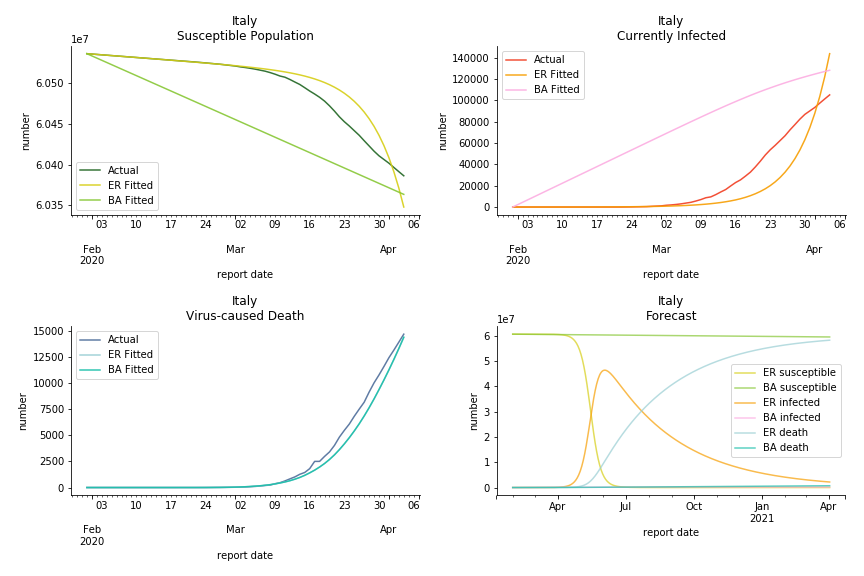 Italy
Susceptible Population
1e7
6.050
6.045
6.040
6.035
number
Actual
ER Fitted
BA Fitted
03 10 17 24 02 09 16 23 30 06
Feb Mar Apr
2020
report date
Italy
Currently Infected
140000
120000
100000
80000
60000
40000
20000
0
number
Actual
ER Fitted
BA Fitted
03 10 17 24 02 09 16 23 30 06
Feb Mar Apr
2020
report date
Italy
Virus-caused Death
15000
12500
10000
7500
5000
2500
0
number
Actual
ER Fitted
BA Fitted
03 10 17 24 02 09 16 23 30 06
Feb Mar Apr
2020
report date
Italy
Forecast
1e7
6
5
4
3
2
1
0
number
ER susceptible
BA susceptible
ER infected
BA infected
ER death
BA death
Apr Jul Oct Jan Apr
2021
report date